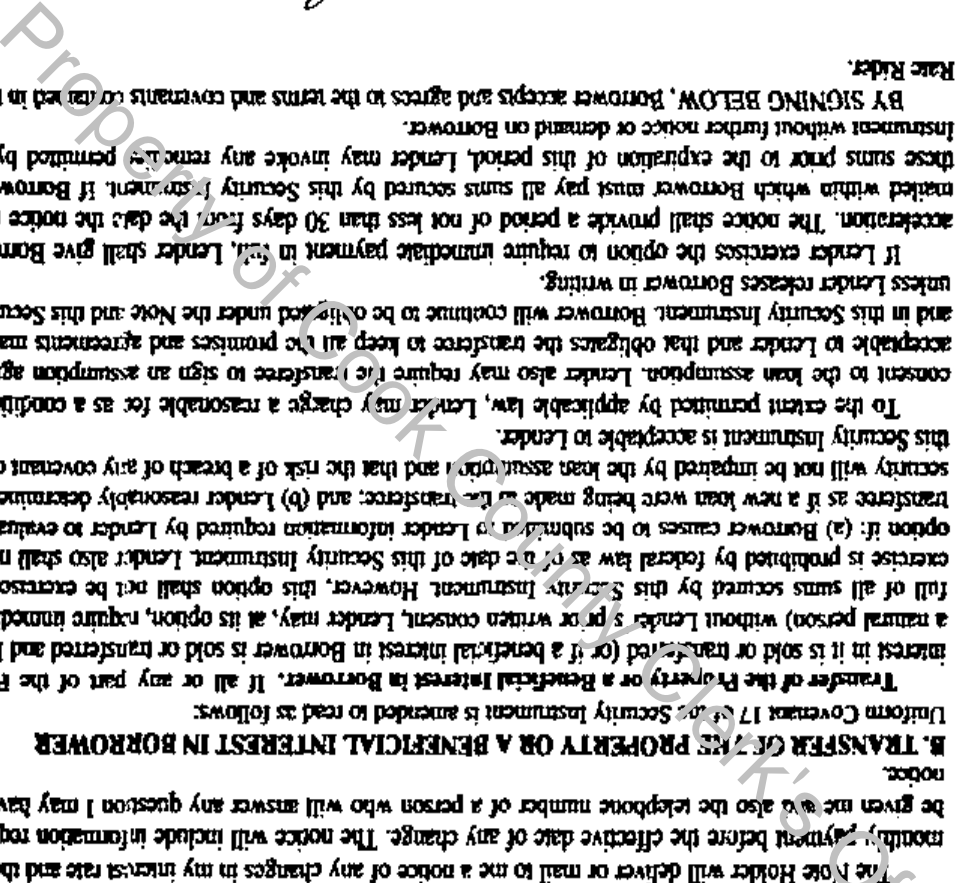 The Note Holder will deliver or mail to me a notice of any changes in my interest rate and the
monthly payment before the effective date of any change. The notice will include information
be given me and also the telephone number of a person who will answer any question I may
notice.
B. TRANSFER OF THE PROPERTY OR A BENEFICIAL INTEREST IN BORROWER
Uniform Covenant 17 of the Security Instrument is amended to read as follows:
Transfer of the Property or a Beneficial Interest in Borrower. If all or any part of the
interest in it is sold or transferred (or if a beneficial interest in Borrower is sold or transferred and
a natural person) without Lender's prior written consent, Lender may, at its option, require
full of all sums secured by this Security Instrument. However, this option shall not be
exercise is prohibited by federal law as of the date of this Security Instrument. Lender also shall
option if: (a) Borrower causes to be submitted to Lender information required by Lender to
transferee as if a new loan were being made to the transferee; and (b) Lender reasonably
security will not be impaired by the loan assumption and that the risk of a breach of any covenant
this Security Instrument is acceptable to Lender.
To the extent permitted by applicable law, Lender may charge a reasonable fee as a
consent to the loan assumption. Lender also may require the transferee to sign an assumption
acceptable to Lender and that obligates the transferee to keep all the promises and agreements
and in this Security Instrument. Borrower will continue to be obligated under the Note and this
unless Lender releases Borrower in writing.
If Lender exercises the option to require immediate payment in full, Lender shall give
acceleration. The notice shall provide a period of not less than 30 days from the date the notice
mailed within which Borrower must pay all sums secured by this Security Instrument. If
these sums prior to the expiration of this period, Lender may invoke any remedies permitted by
Instrument without further notice or demand on Borrower.
BY SIGNING BELOW, Borrower accepts and agrees to the terms and covenants contained in
Rate Rider.
Property of Cook County Clerk's